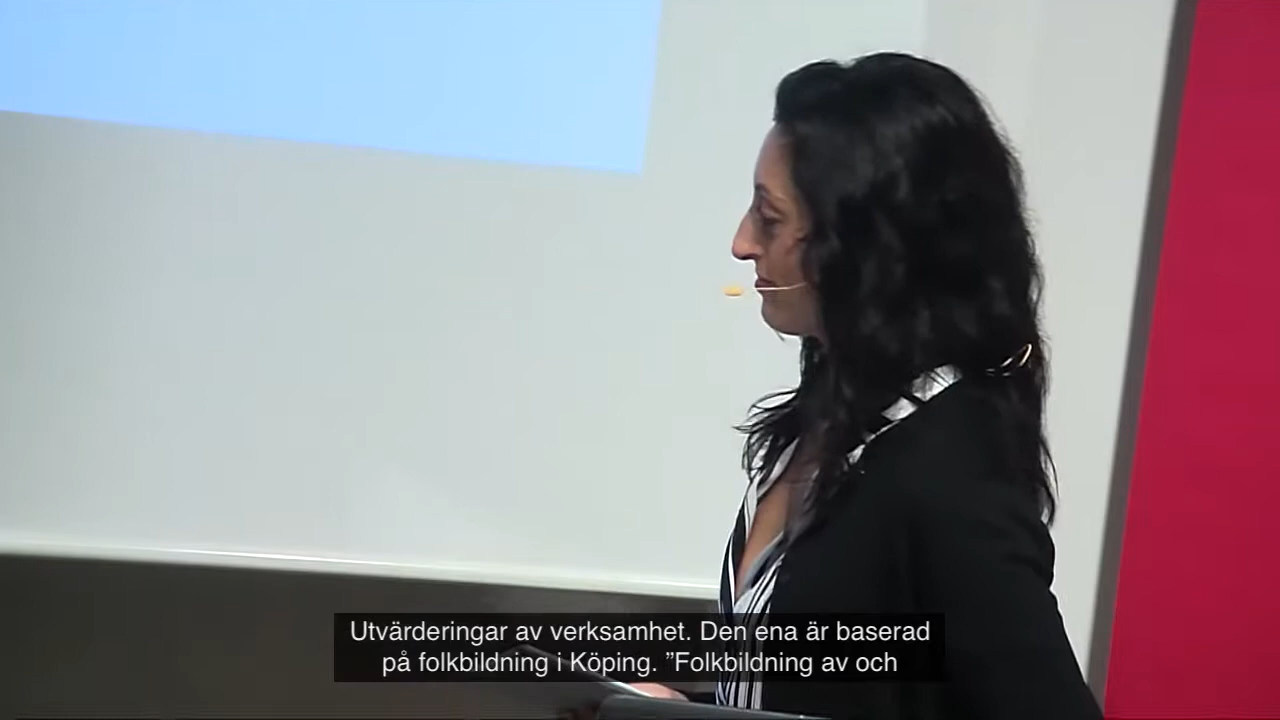 Utvärderingar av verksamhet. Den ena är baserad
på folkbildning i Köping. ”Folkbildning av och